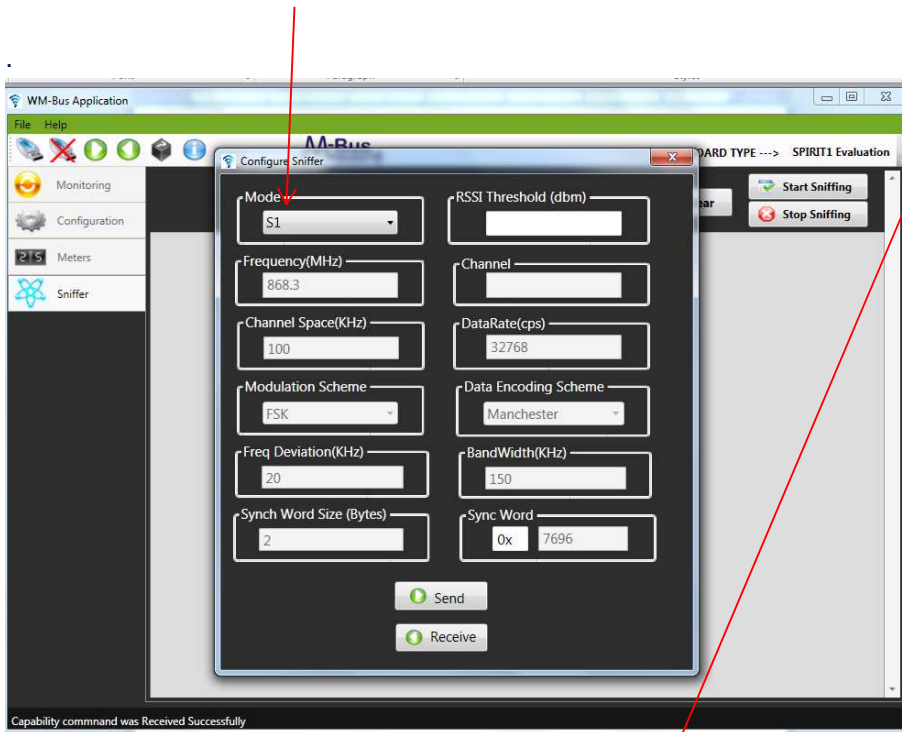 .
WM-Bus Application
File Help
M-Bus
DARD TYPE ---> SPIRIT1 Evaluation
Monitoring
Configuration
Meters
Sniffer
ear
Start Sniffing
Stop Sniffing
Configure Sniffer
Mode
S1
RSSI Threshold (dbm)
Frequency(MHz)
868.3
Channel
Channel Space(KHz)
100
DataRate(cps)
32768
Modulation Scheme
FSK
Data Encoding Scheme
Manchester
Freq Deviation(KHz)
20
BandWidth(KHz)
150
Synch Word Size (Bytes)
2
Sync Word
0x 7696
Send
Receive
Capability commnand was Received Successfully